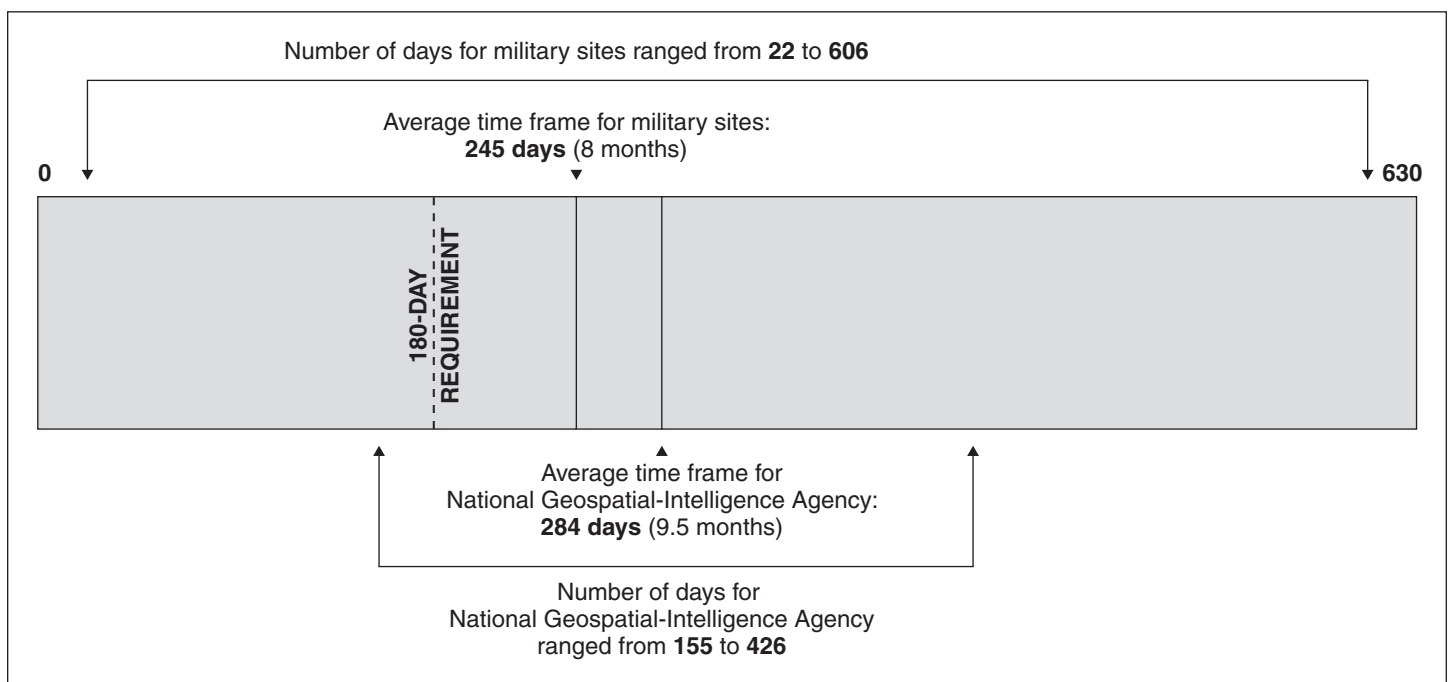 Number of days for military sites ranged from 22 to 606
Average time frame for military sites:
245 days (8 months)
0
630
180-DAY
REQUIREMENT
Average time frame for
National Geospatial-Intelligence Agency:
284 days (9.5 months)
Number of days for
National Geospatial-Intelligence Agency
ranged from 155 to 426